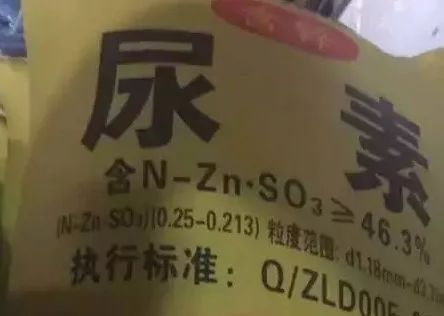 尿素
含N-Zn·SO₃≥46.3%
(N-Zn·SO₃)(0.25-0.213) 粒度范围: d1.18mm-d3.
执行标准: Q/ZLD005